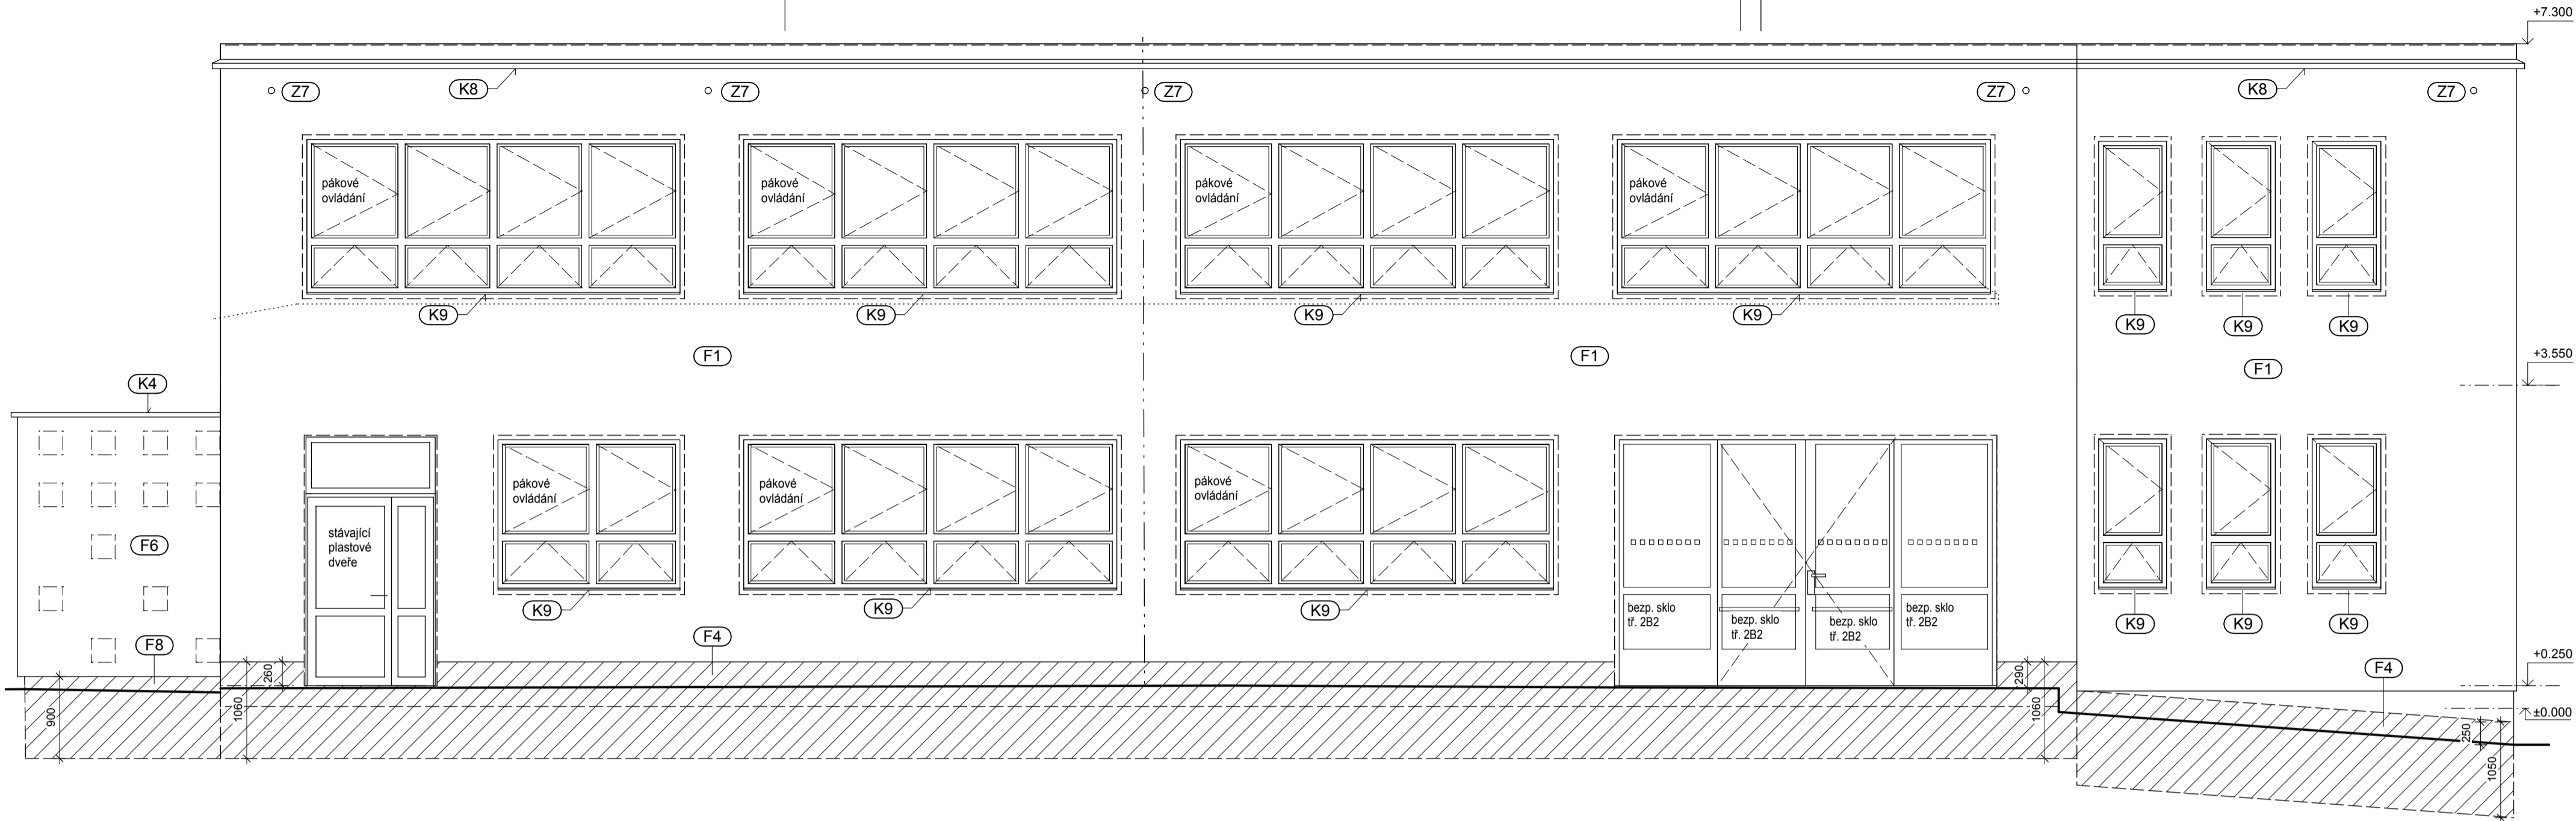 +7.300
K8
K8
Z7
Z7
Z7
Z7
Z7
pákové
ovládání
pákové
ovládání
pákové
ovládání
pákové
ovládání
K9
K9
K9
K9
K9
K9
K9
F1
F1
F1
+3.550
K4
pákové
ovládání
pákové
ovládání
pákové
ovládání
stávající
plastové
dveře
F6
K9
K9
K9
bezp. sklo
tř. 2B2
bezp. sklo
tř. 2B2
bezp. sklo
tř. 2B2
bezp. sklo
tř. 2B2
K9
K9
K9
F8
F4
+0.250
F4
260
290
900
1060
1060
±0.000
250
1050